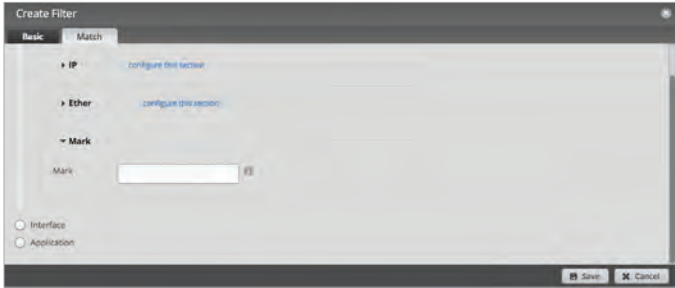 Create Filter
Basic Match
IP configure this section
Ether configure this section
Mark
Mark
Interface
Application
Save Cancel